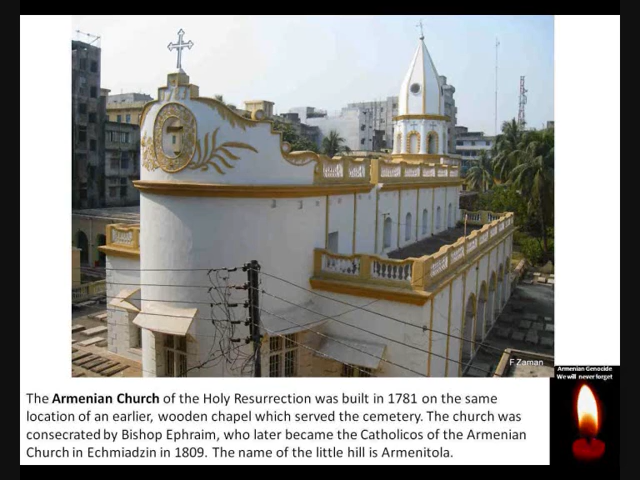 F.Zaman
Armenian Genocide
We will never forget
The Armenian Church of the Holy Resurrection was built in 1781 on the same
location of an earlier, wooden chapel which served the cemetery. The church was
consecrated by Bishop Ephraim, who later became the Catholicos of the Armenian
Church in Echmiadzin in 1809. The name of the little hill is Armenitola.